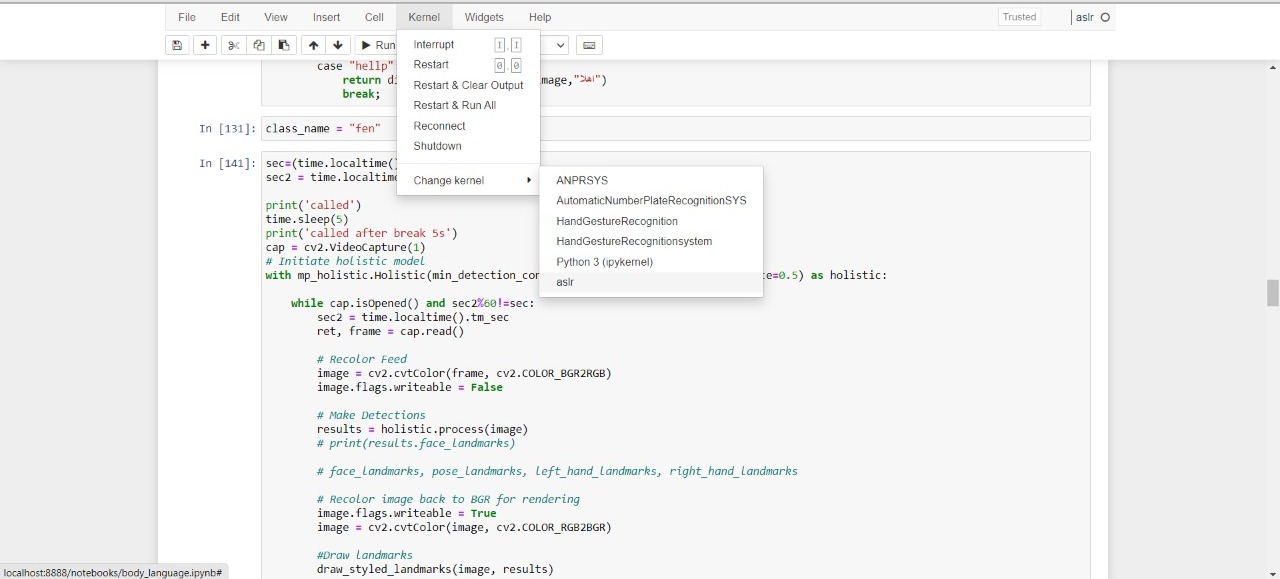 File Edit View Insert Cell Kernel Widgets Help Trusted aslr
Run
Interrupt I,I
Restart 0,0
Restart & Clear Output
Restart & Run All
Reconnect
Shutdown
Change kernel
ANPRSYS
AutomaticNumberPlateRecognitionSYS
HandGestureRecognition
HandGestureRecognitionsystem
Python 3 (ipykernel)
aslr
case "hellp"
return di mage,"اهلا")
break;
In [131]: class_name = "fen"
In [141]: sec=(time.localtime()
sec2 = time.localtime
print('called')
time.sleep(5)
print('called after break 5s')
cap = cv2.VideoCapture(1)
# Initiate holistic model
with mp_holistic.Holistic(min_detection_con ce=0.5) as holistic:
while cap.isOpened() and sec2%60!=sec:
sec2 = time.localtime().tm_sec
ret, frame = cap.read()
# Recolor Feed
image = cv2.cvtColor(frame, cv2.COLOR_BGR2RGB)
image.flags.writeable = False
# Make Detections
results = holistic.process(image)
# print(results.face_landmarks)
# face_landmarks, pose_landmarks, left_hand_landmarks, right_hand_landmarks
# Recolor image back to BGR for rendering
image.flags.writeable = True
image = cv2.cvtColor(image, cv2.COLOR_RGB2BGR)
#Draw landmarks
draw_styled_landmarks(image, results)
localhost:8888/notebooks/body_language.ipynb#